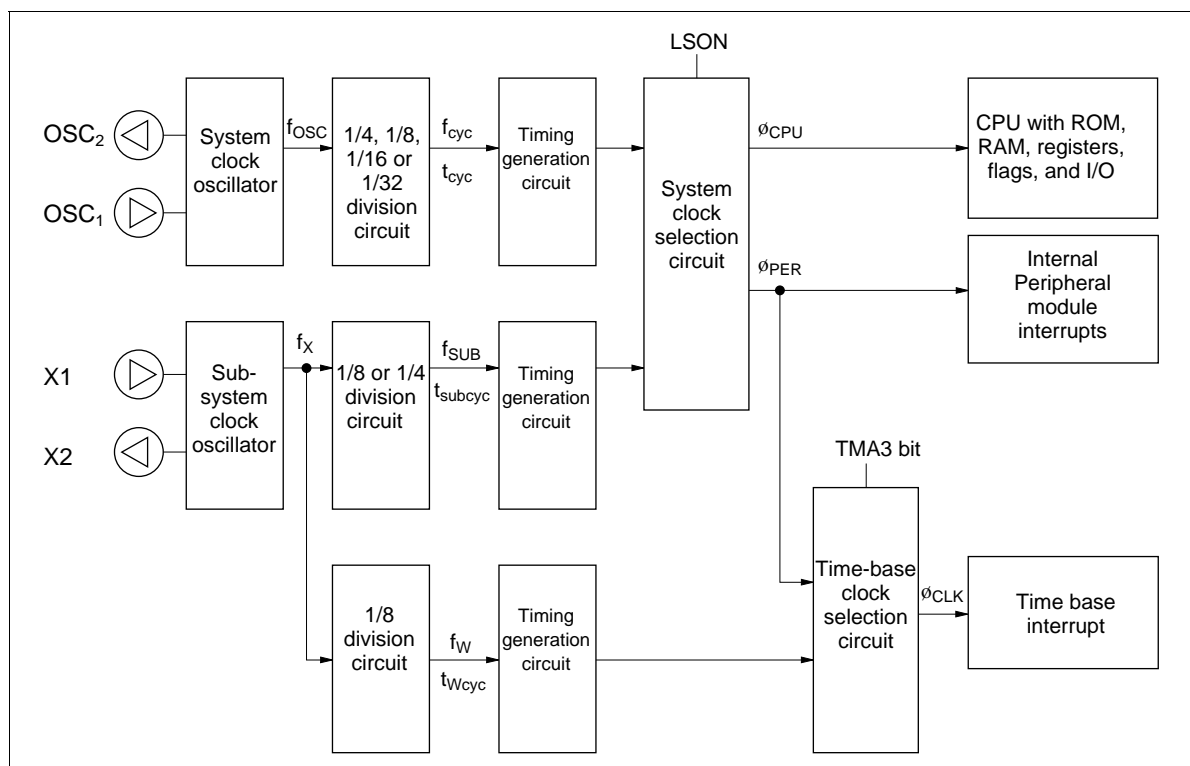 LSON
OSC2
OSC1
System
clock
oscillator
fOSC
1/4, 1/8,
1/16 or
1/32
division
circuit
fcyc
tcyc
Timing
generation
circuit
System
clock
selection
circuit
øCPU
øPER
CPU with ROM,
RAM, registers,
flags, and I/O
Internal
Peripheral
module
interrupts
X1
X2
Sub-
system
clock
oscillator
fX
1/8 or 1/4
division
circuit
fSUB
tsubcyc
Timing
generation
circuit
TMA3 bit
1/8
division
circuit
fW
tWcyc
Timing
generation
circuit
Time-base
clock
selection
circuit
øCLK
Time base
interrupt